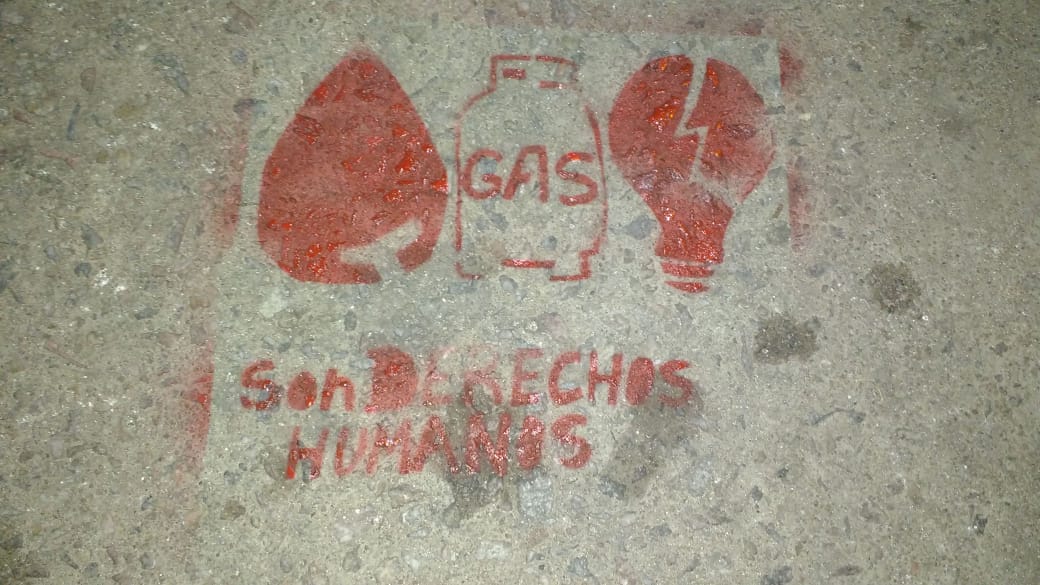 GAS
Son DERECHOS
HUMANOS